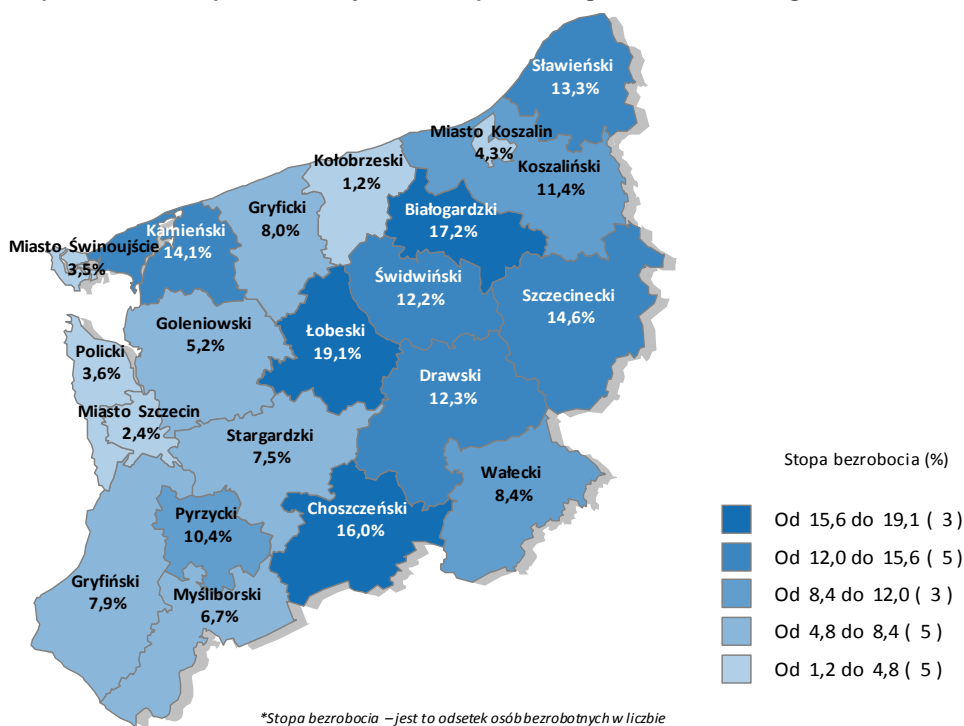 Sławieński
13,3%
Miasto Koszalin
4,3%
Kołobrzeski
1,2%
Koszaliński
11,4%
Gryficki
8,0%
Białogardzki
17,2%
Kamieński
14,1%
Miasto Świnoujście
3,5%
Świdwiński
12,2%
Szczecinecki
14,6%
Goleniowski
5,2%
Łobeski
19,1%
Policki
3,6%
Drawski
12,3%
Miasto Szczecin
2,4%
Stargardzki
7,5%
Wałecki
8,4%
Choszczeński
16,0%
Pyrzycki
10,4%
Gryfiński
7,9%
Myśliborski
6,7%
Stopa bezrobocia (%)
Od 15,6 do 19,1 ( 3)
Od 12,0 do 15,6 ( 5)
Od 8,4 do 12,0 ( 3)
Od 4,8 do 8,4 ( 5)
Od 1,2 do 4,8 ( 5)
*Stopa bezrobocia – jest to odsetek osób bezrobotnych w liczbie